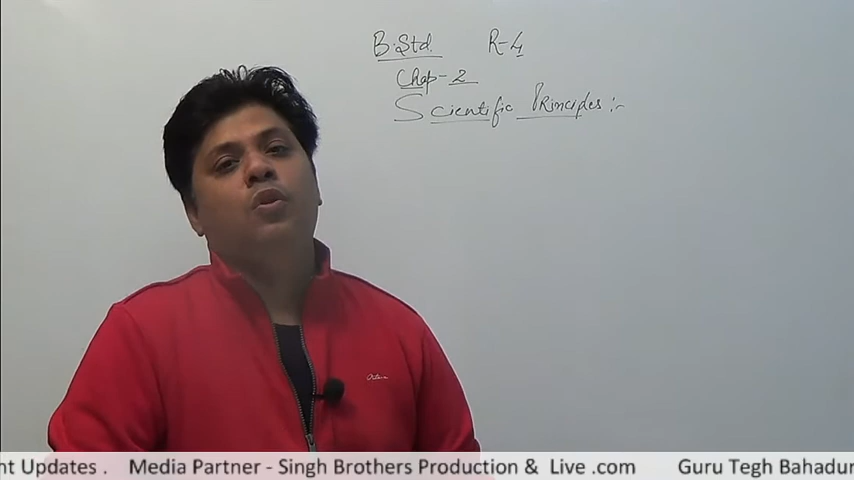 B.Std. R-4
Chap-2
Scientific Principles :-
nt Updates . Media Partner - Singh Brothers Production & Live .com Guru Tegh Bahadur